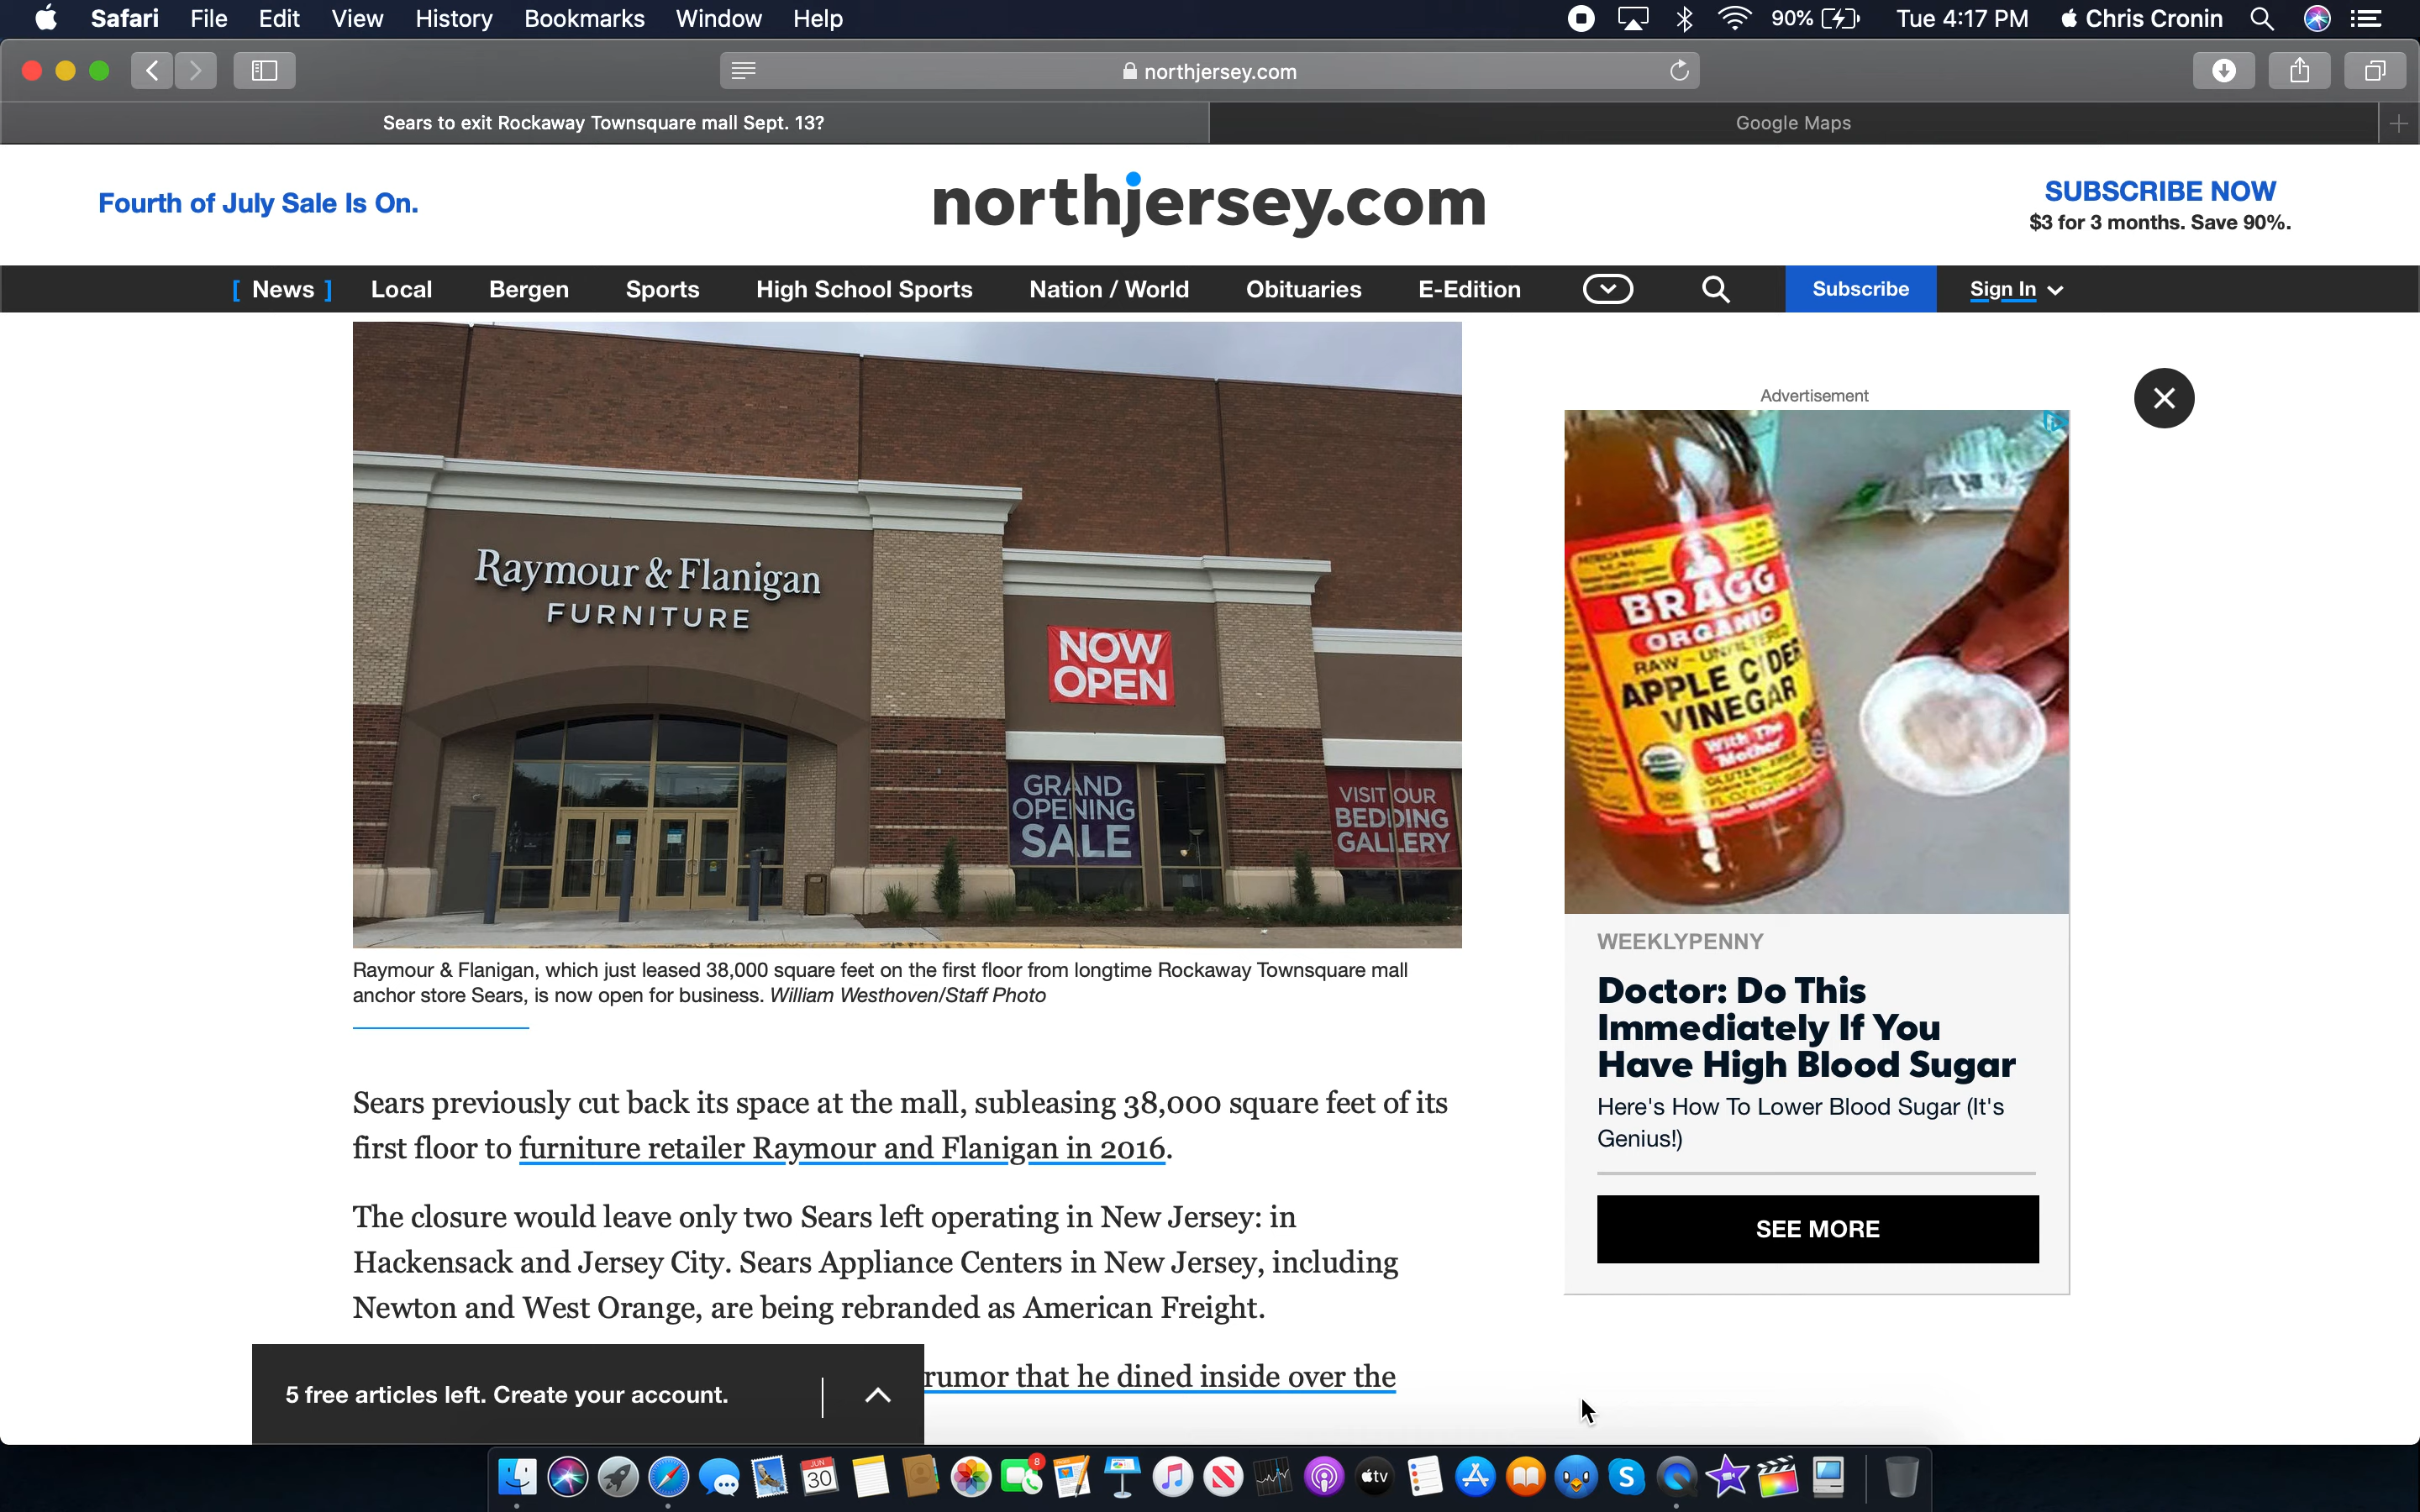 Safari File Edit View History Bookmarks Window Help 90% Tue 4:17 PM Chris Cronin
northjersey.com
Sears to exit Rockaway Townsquare mall Sept. 13? Google Maps
Fourth of July Sale Is On.
northjersey.com
SUBSCRIBE NOW
$3 for 3 months. Save 90%.
[ News ] Local Bergen Sports High School Sports Nation / World Obituaries E-Edition Subscribe Sign In
Raymour & Flanigan
FURNITURE
NOW
OPEN
GRAND
OPENING
SALE
VISIT OUR
BEDDING
GALLERY
Raymour & Flanigan, which just leased 38,000 square feet on the first floor from longtime Rockaway Townsquare mall
anchor store Sears, is now open for business. William Westhoven/Staff Photo
Sears previously cut back its space at the mall, subleasing 38,000 square feet of its
first floor to furniture retailer Raymour and Flanigan in 2016.
The closure would leave only two Sears left operating in New Jersey: in
Hackensack and Jersey City. Sears Appliance Centers in New Jersey, including
Newton and West Orange, are being rebranded as American Freight.
rumor that he dined inside over the
5 free articles left. Create your account.
Advertisement
BRAGG
ORGANIC
RAW - UNFILTERED
APPLE CIDER
VINEGAR
With The
"Mother"
WEEKLYPENNY
Doctor: Do This
Immediately If You
Have High Blood Sugar
Here's How To Lower Blood Sugar (It's
Genius!)
SEE MORE
JUN
30
8
tv